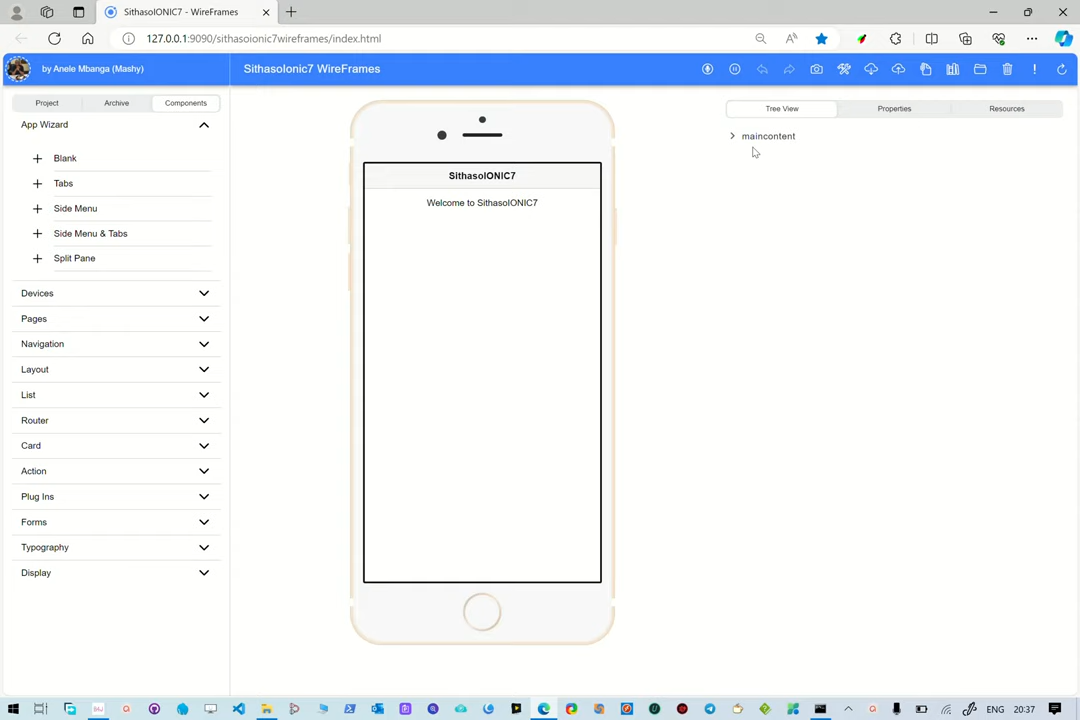 SithasoIONIC7 - WireFrames
127.0.0.1:9090/sithasoionic7wireframes/index.html
by Anele Mbanga (Mashy)
SithasoIonic7 WireFrames
Project
Archive
Components
App Wizard
Blank
Tabs
Side Menu
Side Menu & Tabs
Split Pane
Devices
Pages
Navigation
Layout
List
Router
Card
Action
Plug Ins
Forms
Typography
Display
SithasoIONIC7
Welcome to SithasoIONIC7
Tree View
Properties
Resources
maincontent
ENG
20:37